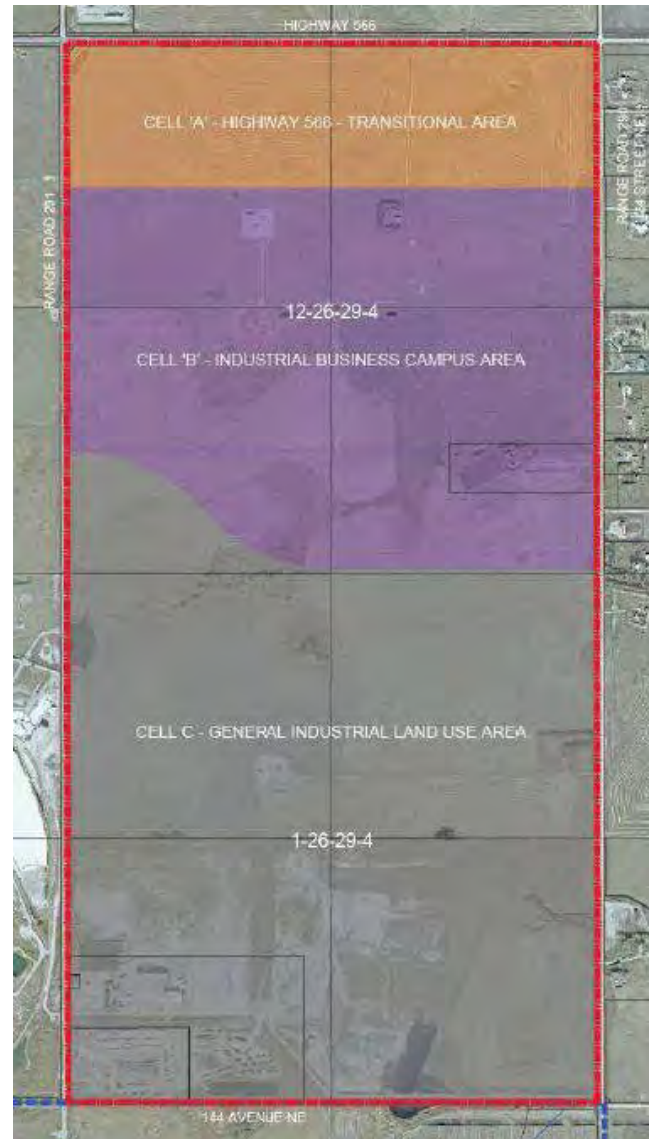 HIGHWAY 566
CELL 'A' - HIGHWAY 566 - TRANSITIONAL AREA
RANGE ROAD 291
12-26-29-4
CELL 'B' - INDUSTRIAL BUSINESS CAMPUS AREA
CELL C - GENERAL INDUSTRIAL LAND USE AREA
1-26-29-4
144 AVENUE NE